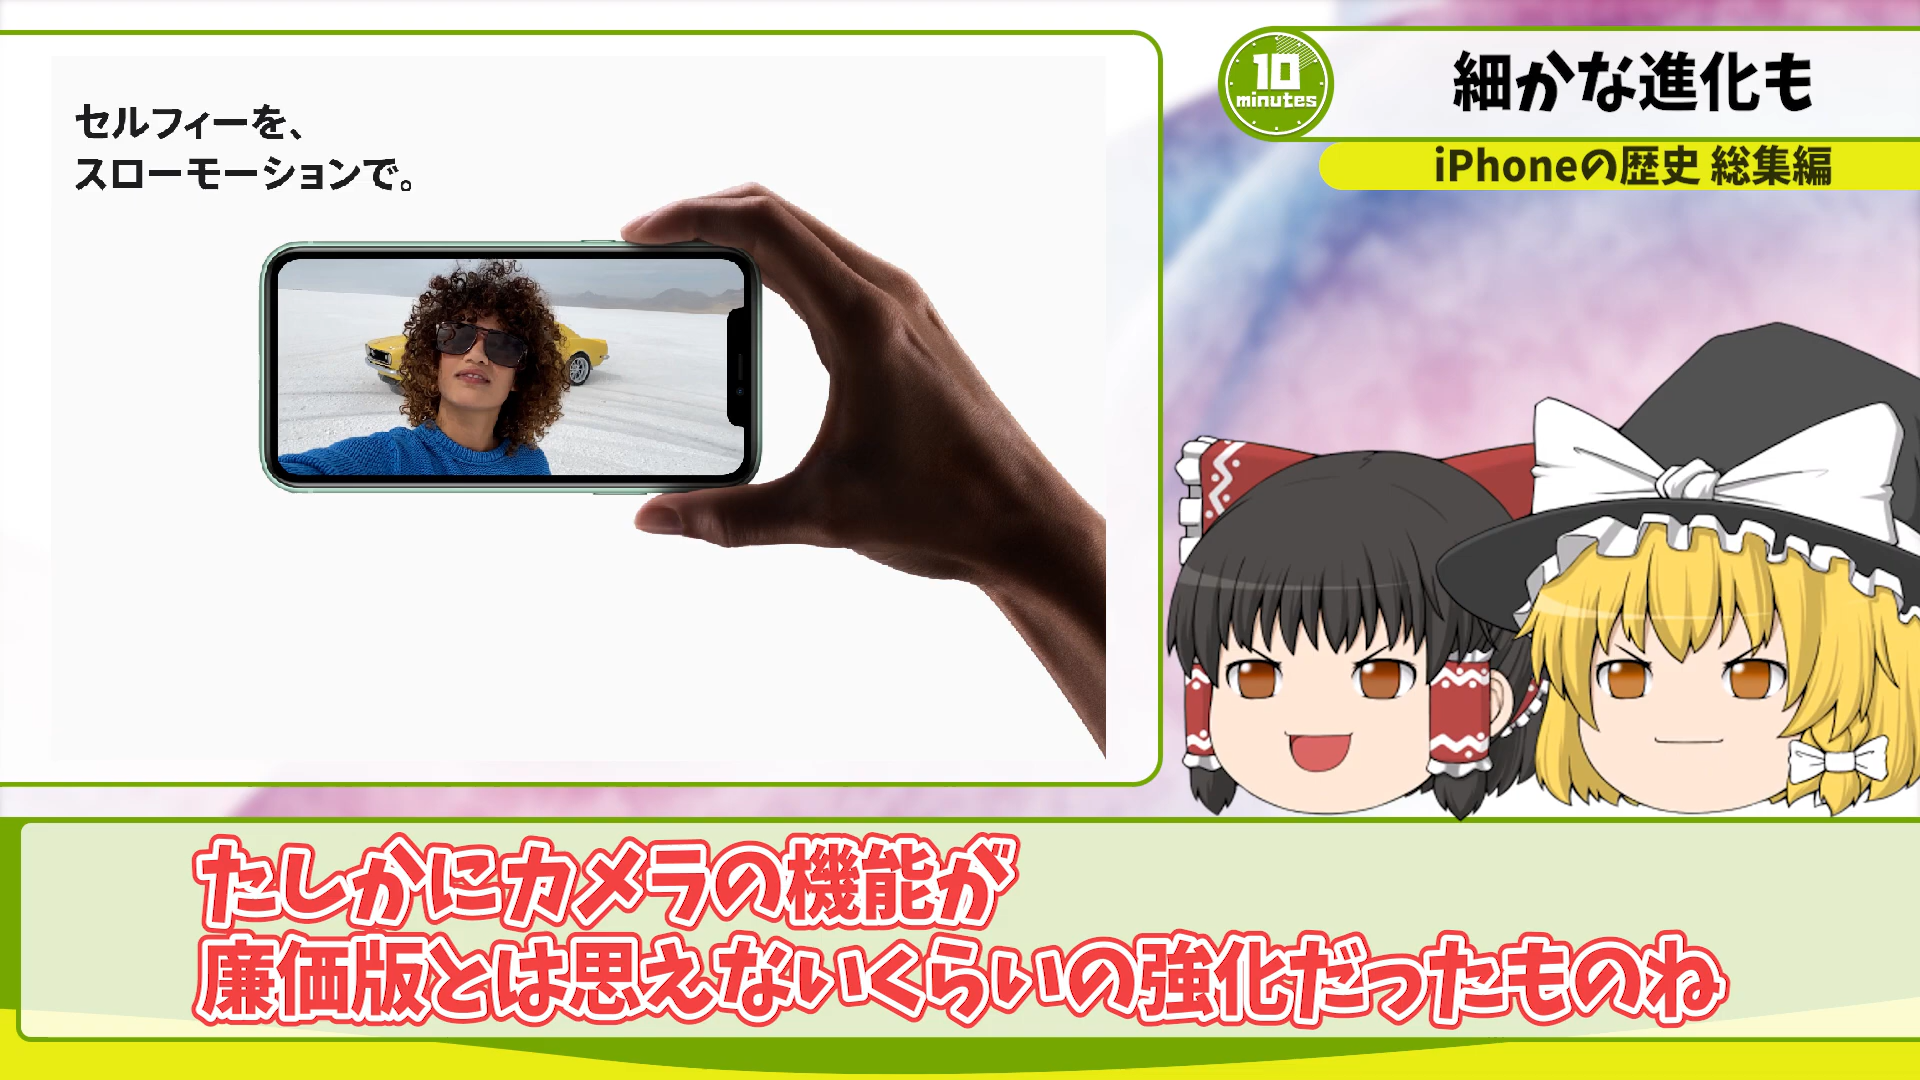 セルフィーを、
スローモーションで。
10
minutes
細かな進化も
iPhoneの歴史 総集編
たしかにカメラの機能が
廉価版とは思えないくらいの強化だったものね